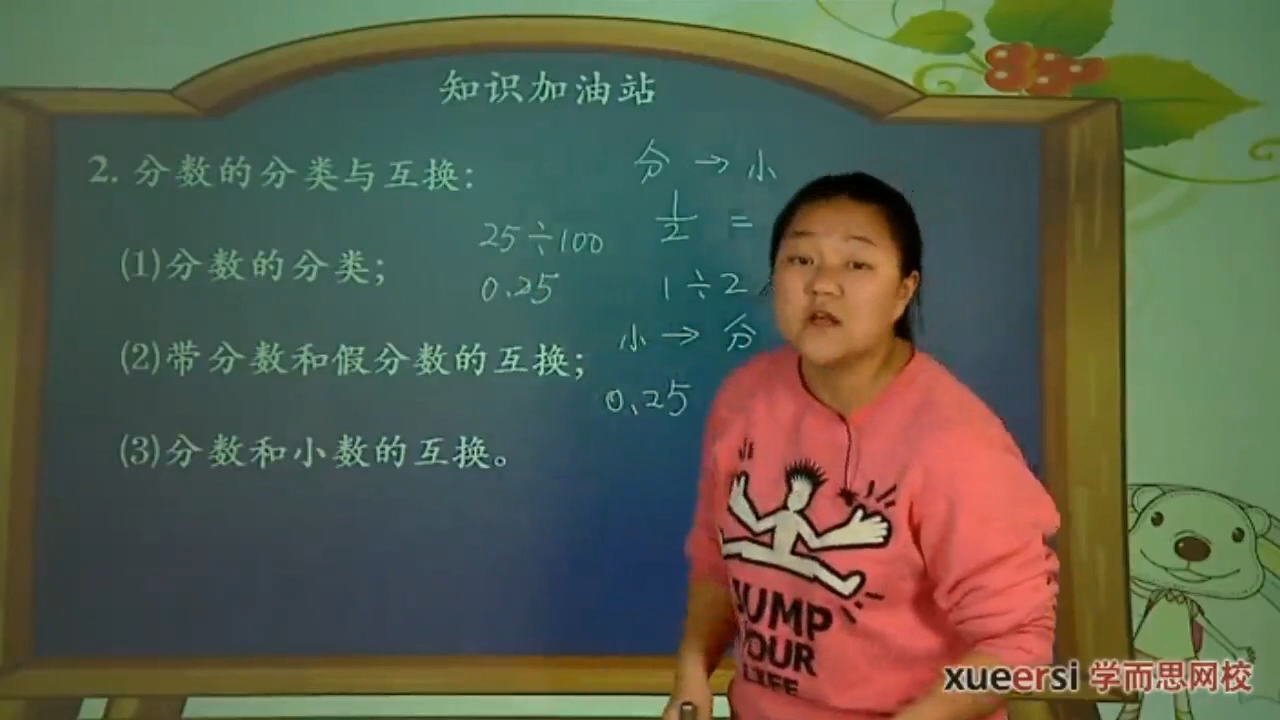 知识加油站
2. 分数的分类与互换:
(1)分数的分类;
(2)带分数和假分数的互换;
(3)分数和小数的互换。
25÷100
0.25
分 → 小
1/2 =
1÷2
小 → 分
0.25
JUMP
YOUR
LIFE
xueersi 学而思网校